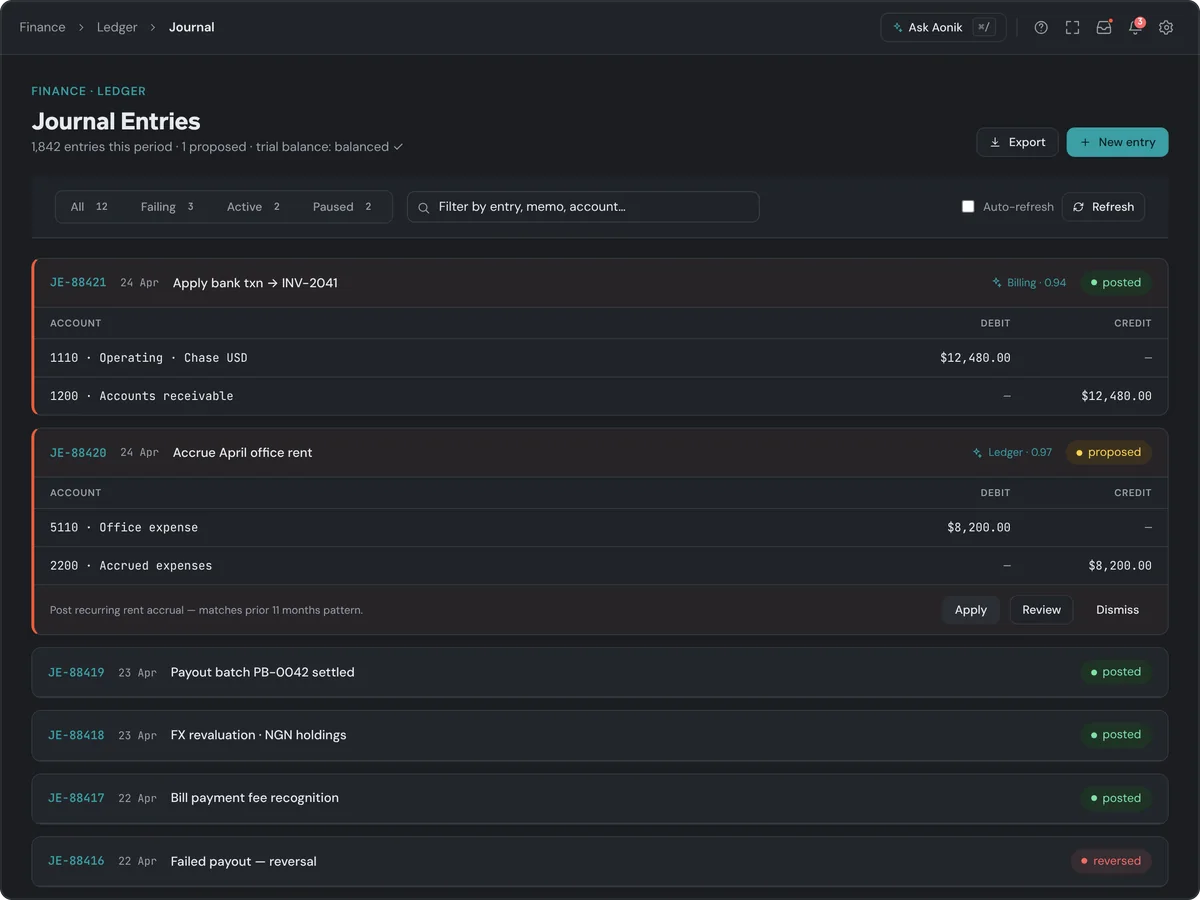 Finance > Ledger > Journal
Ask Aonik ⌘/
3
FINANCE · LEDGER
Journal Entries
1,842 entries this period · 1 proposed · trial balance: balanced ✓
Export
+ New entry
All 12 Failing 3 Active 2 Paused 2
Filter by entry, memo, account…
Auto-refresh
Refresh
JE-88421 24 Apr Apply bank txn → INV-2041 Billing · 0.94 posted
ACCOUNT DEBIT CREDIT
1110 · Operating · Chase USD $12,480.00 —
1200 · Accounts receivable — $12,480.00
JE-88420 24 Apr Accrue April office rent Ledger · 0.97 proposed
ACCOUNT DEBIT CREDIT
5110 · Office expense $8,200.00 —
2200 · Accrued expenses — $8,200.00
Post recurring rent accrual — matches prior 11 months pattern. Apply Review Dismiss
JE-88419 23 Apr Payout batch PB-0042 settled posted
JE-88418 23 Apr FX revaluation · NGN holdings posted
JE-88417 22 Apr Bill payment fee recognition posted
JE-88416 22 Apr Failed payout — reversal reversed